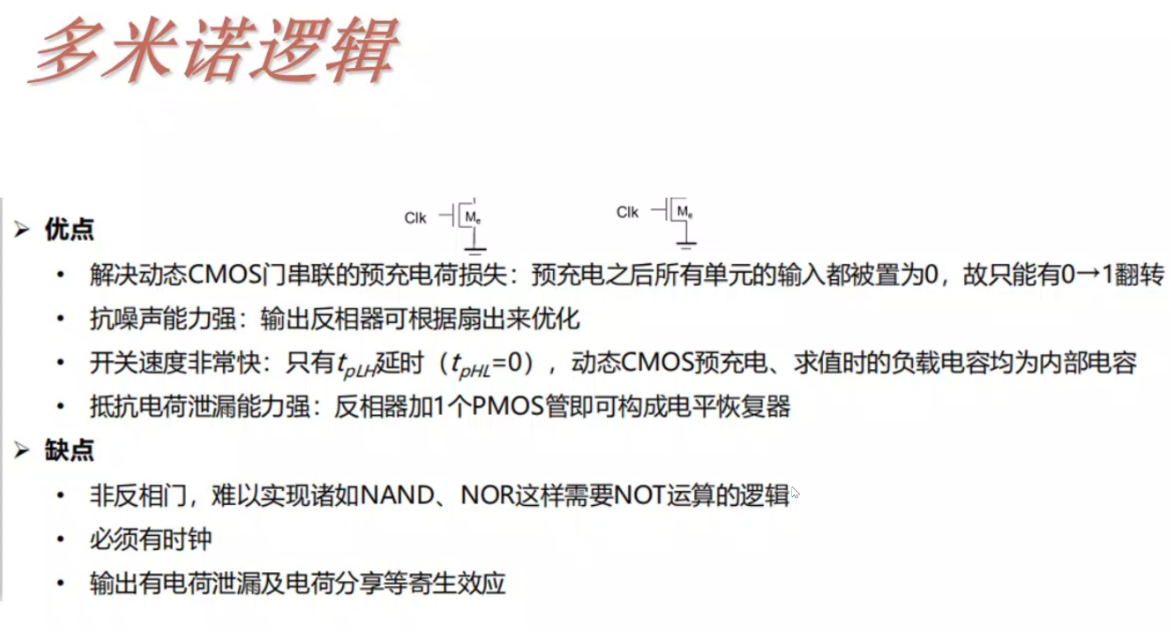 多米诺逻辑
Clk Me Clk Me
➢ 优点
• 解决动态CMOS门串联的预充电荷损失：预充电之后所有单元的输入都被置为0，故只能有0→1翻转
• 抗噪声能力强：输出反相器可根据扇出来优化
• 开关速度非常快：只有tpLH延时（tpHL=0），动态CMOS预充电、求值时的负载电容均为内部电容
• 抵抗电荷泄漏能力强：反相器加1个PMOS管即可构成电平恢复器
➢ 缺点
• 非反相门，难以实现诸如NAND、NOR这样需要NOT运算的逻辑
• 必须有时钟
• 输出有电荷泄漏及电荷分享等寄生效应